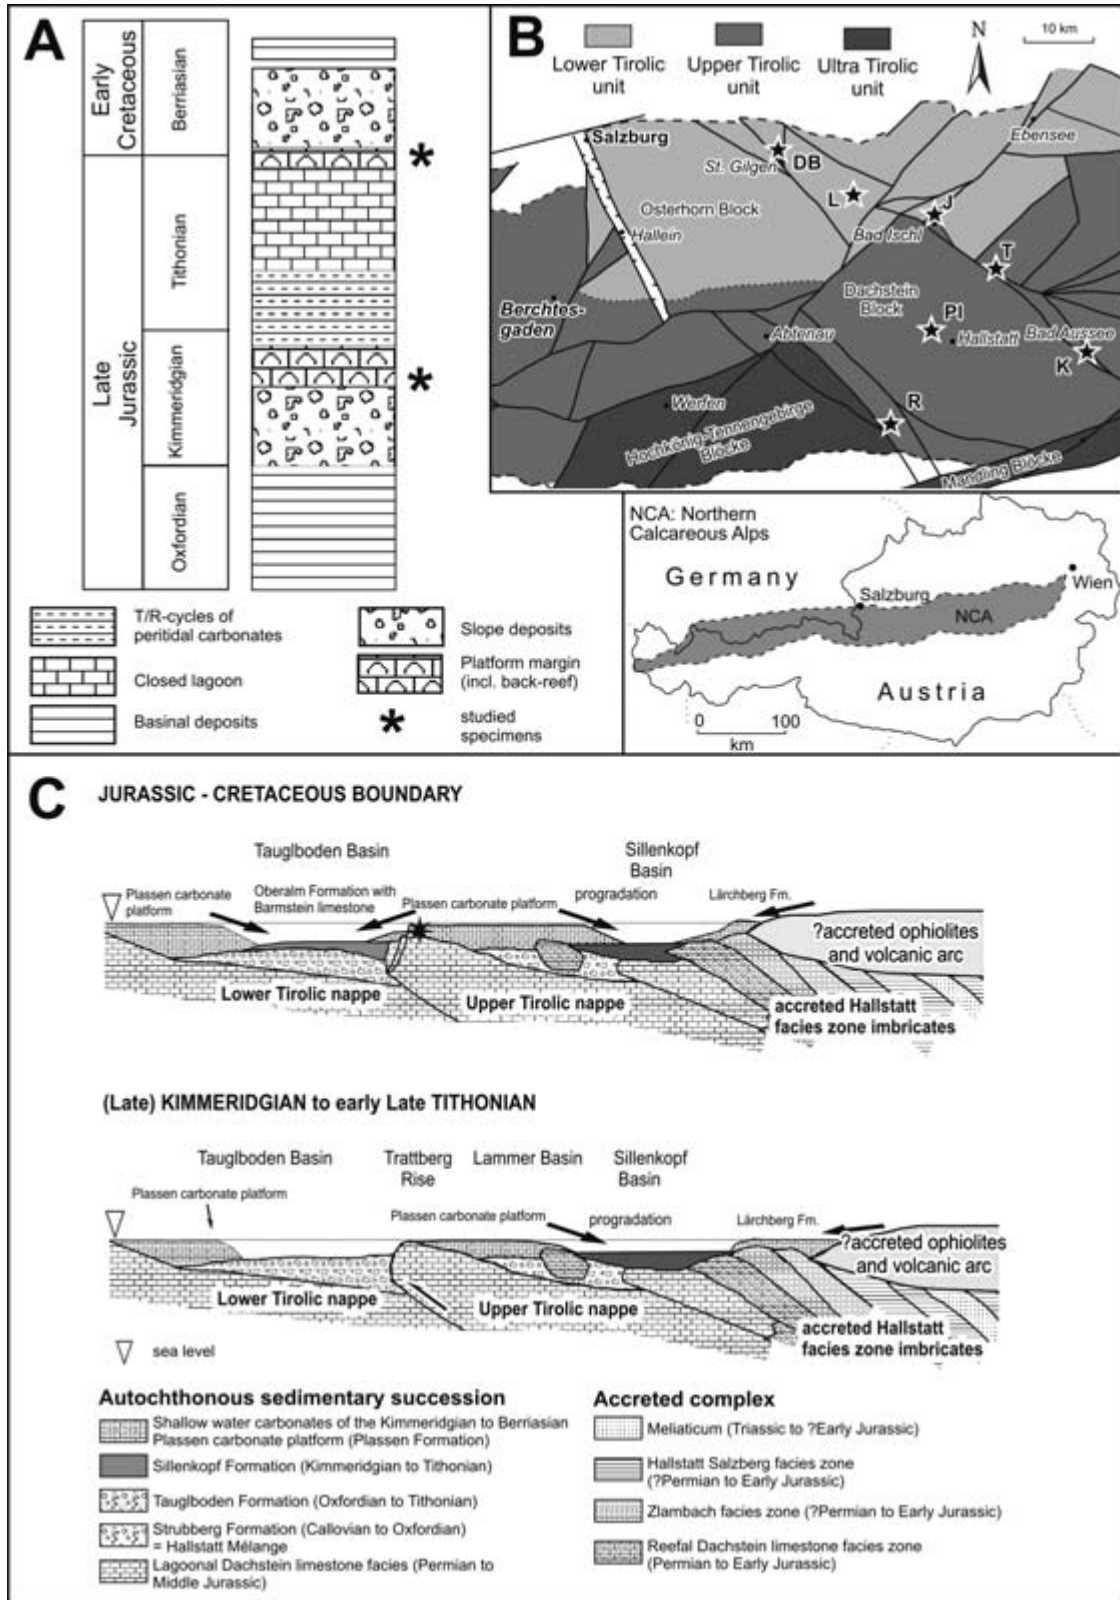 A
Early
Cretaceous
Berriasian
Late
Jurassic
Tithonian
Kimmeridgian
Oxfordian
*
*
T/R-cycles of
peritidal carbonates
Closed lagoon
Basinal deposits
Slope deposits
Platform margin
(incl. back-reef)
* studied
specimens
B
Lower Tirolic
unit
Upper Tirolic
unit
Ultra Tirolic
unit
N
10 km
Salzburg
Ebensee
St. Gilgen
DB
L
J
Osterhorn Block
Hallein
Bad Ischl
T
Dachstein
Block
Berchtes-
gaden
PI
Abtenau
Hallstatt
Bad Aussee
K
Werfen
R
Hochkönig-Tennengebirge
Blöcke
Mandling Blöcke
NCA: Northern
Calcareous Alps
Germany
Salzburg
Wien
NCA
Austria
0 100
km
C
JURASSIC - CRETACEOUS BOUNDARY
Tauglboden Basin
Sillenkopf
Basin
Plassen carbonate
platform
Oberalm Formation with
Barmstein limestone
Plassen carbonate platform
progradation
Lärchberg Fm.
?accreted ophiolites
and volcanic arc
Lower Tirolic nappe
Upper Tirolic nappe
accreted Hallstatt
facies zone imbricates
(Late) KIMMERIDGIAN to early Late TITHONIAN
Tauglboden Basin
Trattberg
Rise
Lammer Basin
Sillenkopf
Basin
Plassen carbonate platform
Plassen carbonate platform
progradation
Lärchberg Fm.
?accreted ophiolites
and volcanic arc
Lower Tirolic nappe
Upper Tirolic nappe
accreted Hallstatt
facies zone imbricates
sea level
Autochthonous sedimentary succession
Shallow water carbonates of the Kimmeridgian to Berriasian
Plassen carbonate platform (Plassen Formation)
Sillenkopf Formation (Kimmeridgian to Tithonian)
Tauglboden Formation (Oxfordian to Tithonian)
Strubberg Formation (Callovian to Oxfordian)
= Hallstatt Mélange
Lagoonal Dachstein limestone facies (Permian to
Middle Jurassic)
Accreted complex
Meliaticum (Triassic to ?Early Jurassic)
Hallstatt Salzberg facies zone
(?Permian to Early Jurassic)
Zlambach facies zone (?Permian to Early Jurassic)
Reefal Dachstein limestone facies zone
(Permian to Early Jurassic)